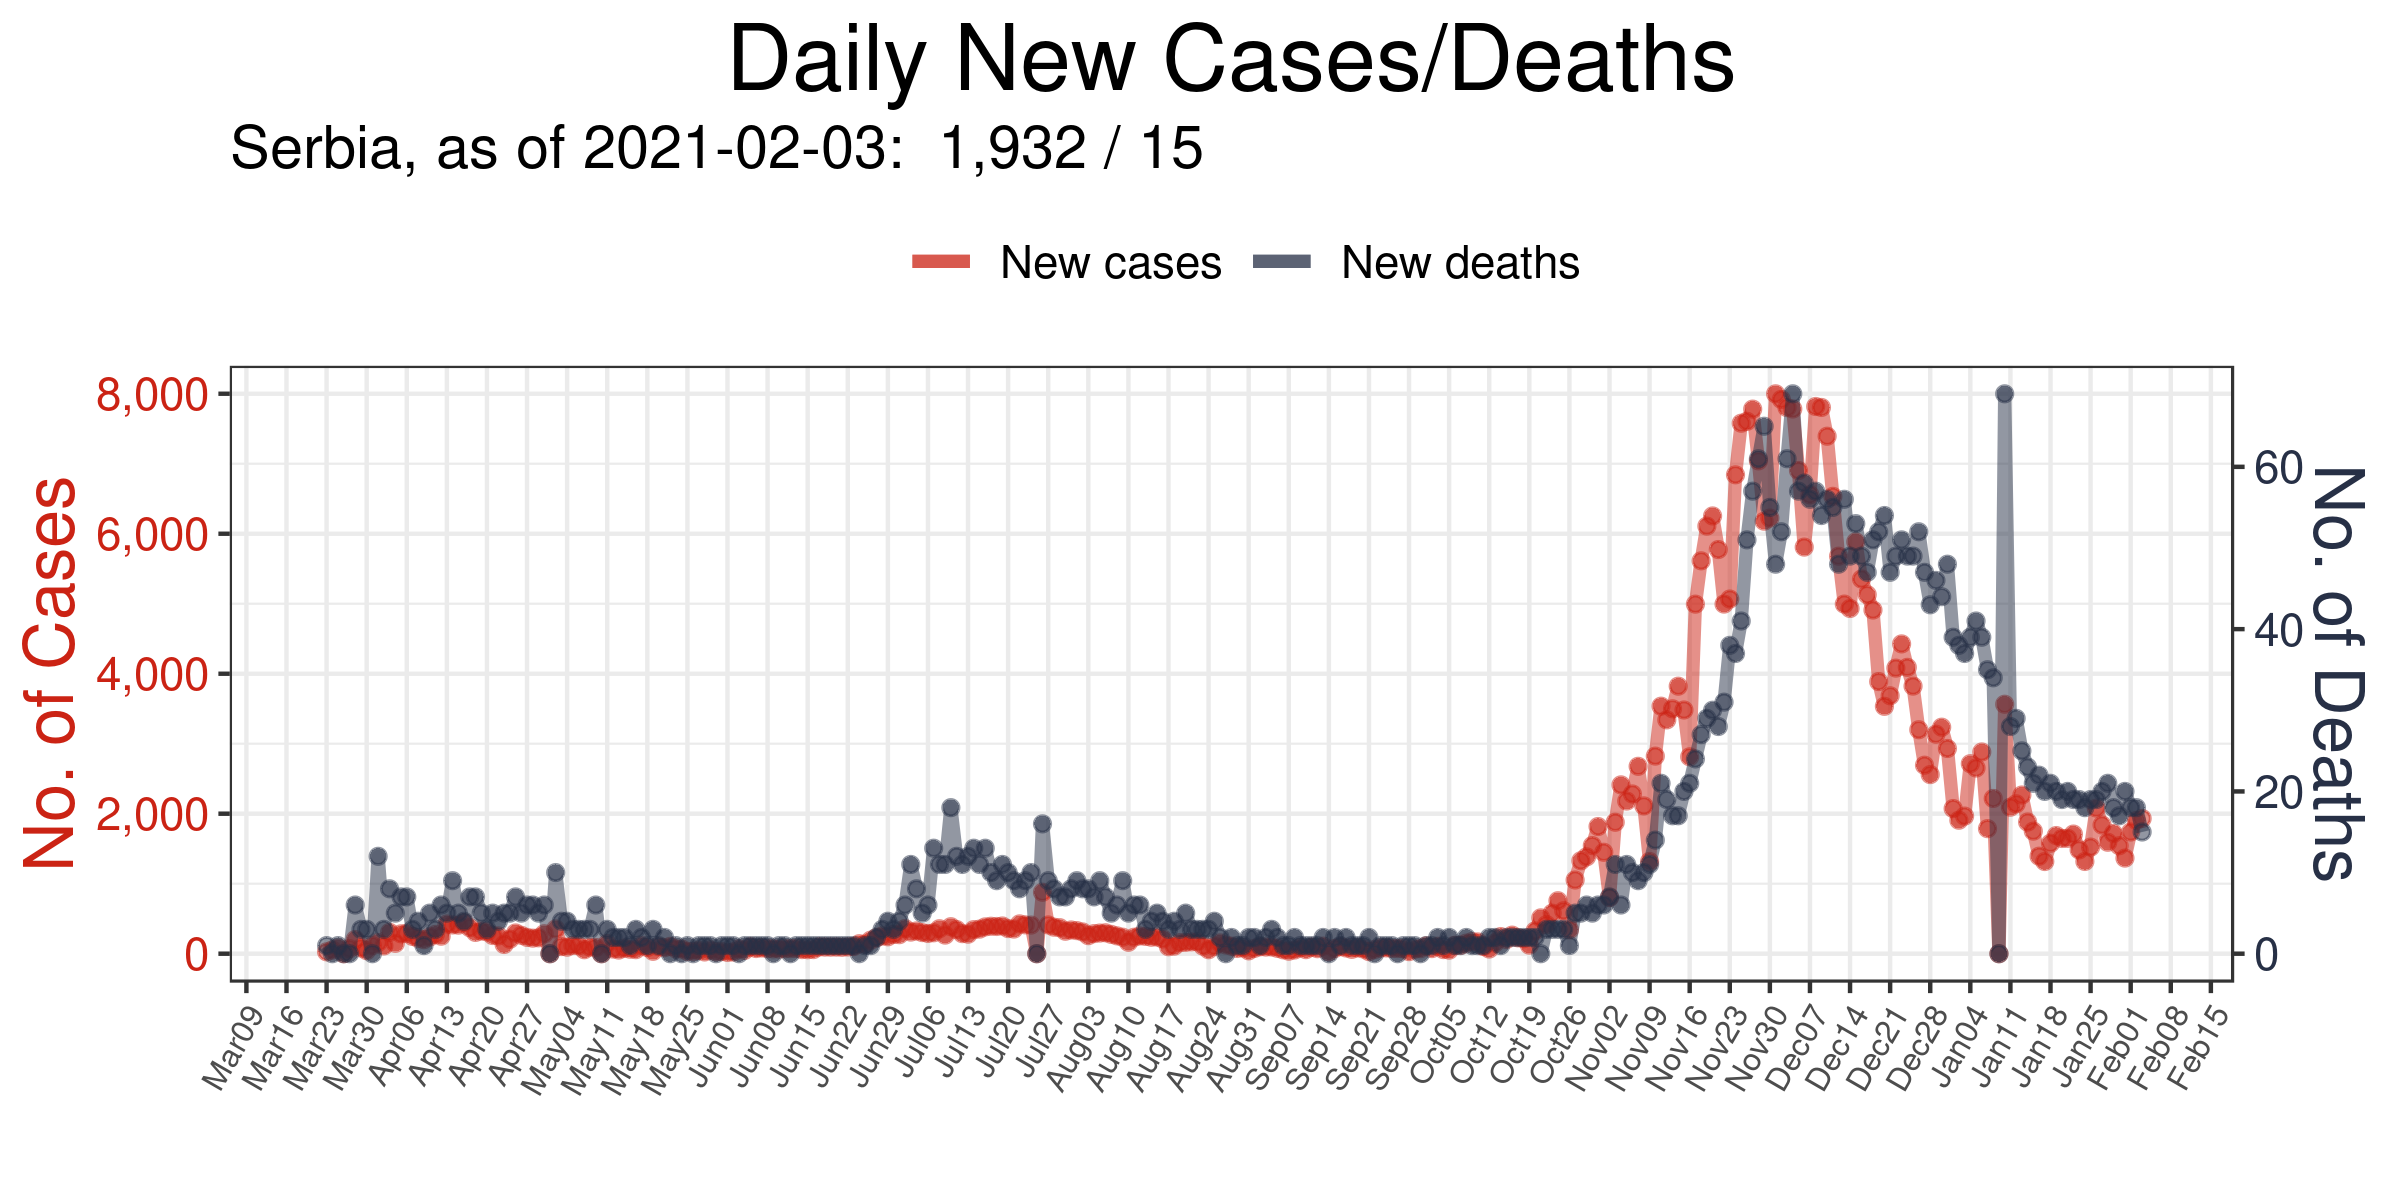 Daily New Cases/Deaths
Serbia, as of 2021-02-03:  1,932 / 15
New cases New deaths
No. of Cases
8,000
6,000
4,000
2,000
0
60
40
20
0
No. of Deaths
Mar09 Mar16 Mar23 Mar30 Apr06 Apr13 Apr20 Apr27 May04 May11 May18 May25 Jun01 Jun08 Jun15 Jun22 Jun29 Jul06 Jul13 Jul20 Jul27 Aug03 Aug10 Aug17 Aug24 Aug31 Sep07 Sep14 Sep21 Sep28 Oct05 Oct12 Oct19 Oct26 Nov02 Nov09 Nov16 Nov23 Nov30 Dec07 Dec14 Dec21 Dec28 Dec04 Jan11 Jan18 Jan18 Jan25 Feb01 Feb08 Feb15